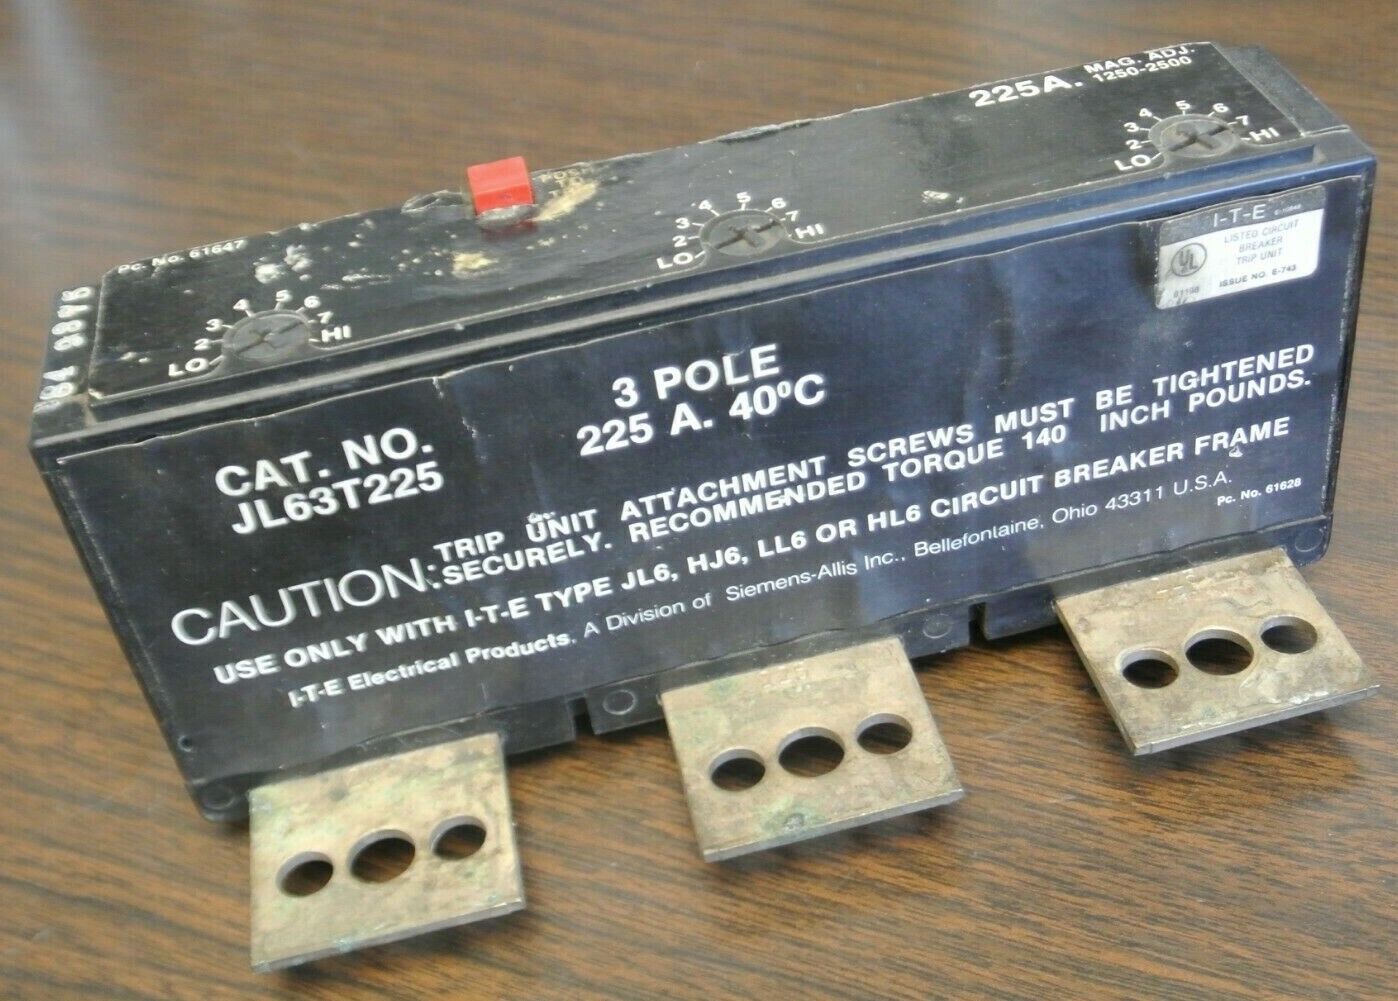 225A. MAG. ADJ.
1250-2500
Pc. No. 61647
LO 2 3 4 5 6 7 HI
LO 2 3 4 5 6 7 HI
LO 2 3 4 5 6 7 HI
I-T-E
LISTED CIRCUIT
BREAKER
TRIP UNIT
UL
ISSUE NO. E-743
CAT. NO.
JL63T225
3 POLE
225 A. 40ºC
CAUTION: TRIP UNIT ATTACHMENT SCREWS MUST BE TIGHTENED
SECURELY. RECOMMENDED TORQUE 140 INCH POUNDS.
USE ONLY WITH I-T-E TYPE JL6, HJ6, LL6 OR HL6 CIRCUIT BREAKER FRAME
I-T-E Electrical Products, A Division of Siemens-Allis Inc., Bellefontaine, Ohio 43311 U.S.A.
Pc. No. 61628